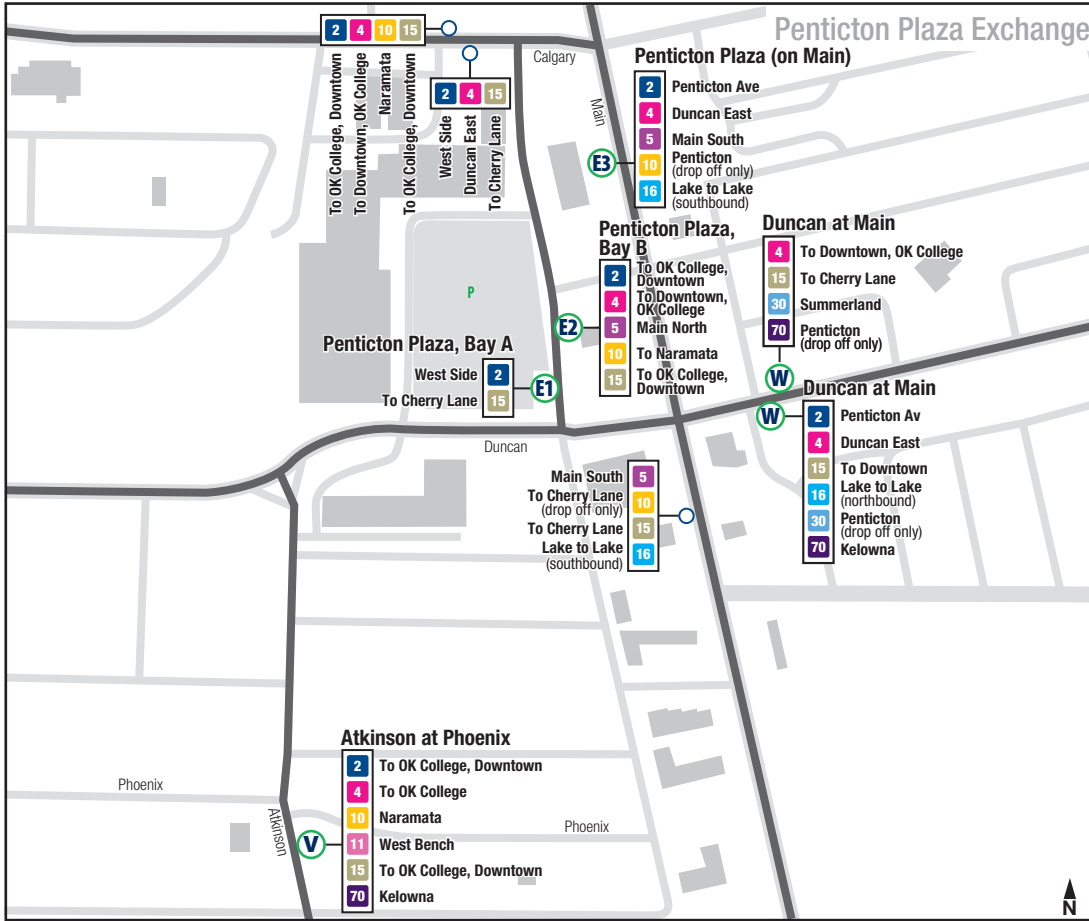 Penticton Plaza Exchange
2 4 10 15
To OK College, Downtown
To Downtown, OK College
Naramata
To OK College, Downtown
2 4 15
West Side
Duncan East
To Cherry Lane
Calgary
Main
Penticton Plaza (on Main)
E3
2 Penticton Ave
4 Duncan East
5 Main South
10 Penticton
(drop off only)
16 Lake to Lake
(southbound)
Penticton Plaza,
Bay B
E2
2 To OK College,
Downtown
4 To Downtown,
OK College
5 Main North
10 To Naramata
15 To OK College,
Downtown
Duncan at Main
4 To Downtown, OK College
15 To Cherry Lane
30 Summerland
70 Penticton
(drop off only)
W
P
Penticton Plaza, Bay A
West Side 2
To Cherry Lane 15
E1
Duncan at Main
W
2 Penticton Av
4 Duncan East
15 To Downtown
16 Lake to Lake
(northbound)
30 Penticton
(drop off only)
70 Kelowna
Duncan
Main South 5
To Cherry Lane 10
(drop off only)
To Cherry Lane 15
Lake to Lake 16
(southbound)
Atkinson at Phoenix
V
2 To OK College, Downtown
4 To OK College
10 Naramata
11 West Bench
15 To OK College, Downtown
70 Kelowna
Phoenix
Atkinson
Phoenix
N